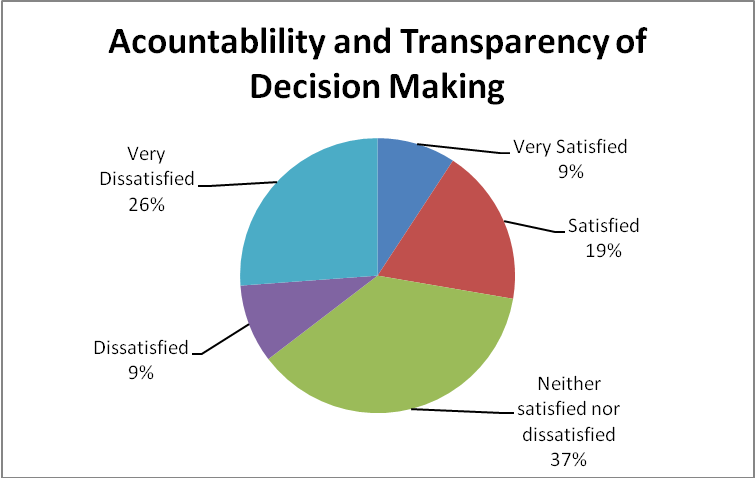 Acountablility and Transparency of
Decision Making
Very Satisfied
9%
Satisfied
19%
Neither
satisfied nor
dissatisfied
37%
Dissatisfied
9%
Very
Dissatisfied
26%